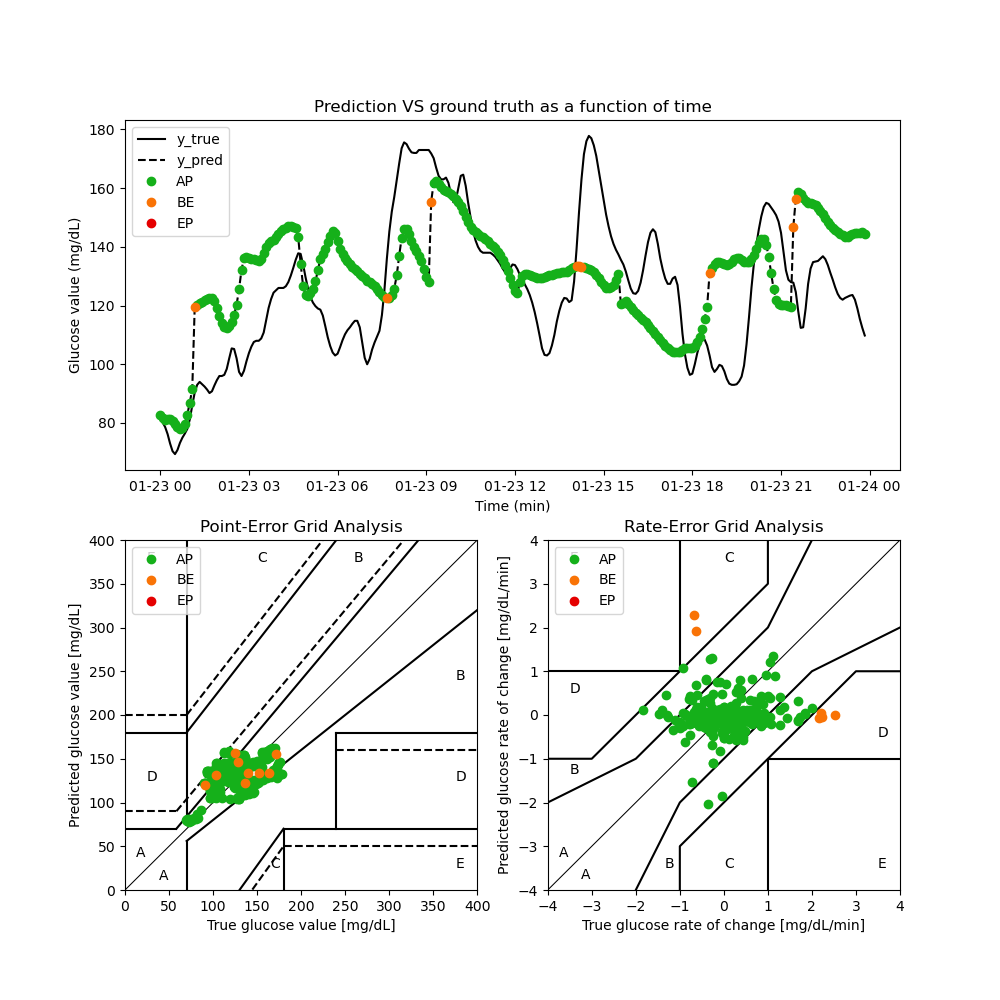 Prediction VS ground truth as a function of time
Glucose value (mg/dL)
180
160
140
120
100
80
y_true
y_pred
AP
BE
EP
01-23 00 01-23 03 01-23 06 01-23 09 01-23 12 01-23 15 01-23 18 01-23 21 01-24 00
Time (min)
Point-Error Grid Analysis
Predicted glucose value [mg/dL]
400
350
300
250
200
150
100
50
0
AP
BE
EP
C
B
B
D
D
A
A
C
E
0 50 100 150 200 250 300 350 400
True glucose value [mg/dL]
Rate-Error Grid Analysis
Predicted glucose rate of change [mg/dL/min]
4
3
2
1
0
−1
−2
−3
−4
AP
BE
EP
C
D
D
B
A
A
B
C
E
−4 −3 −2 −1 0 1 2 3 4
True glucose rate of change [mg/dL/min]